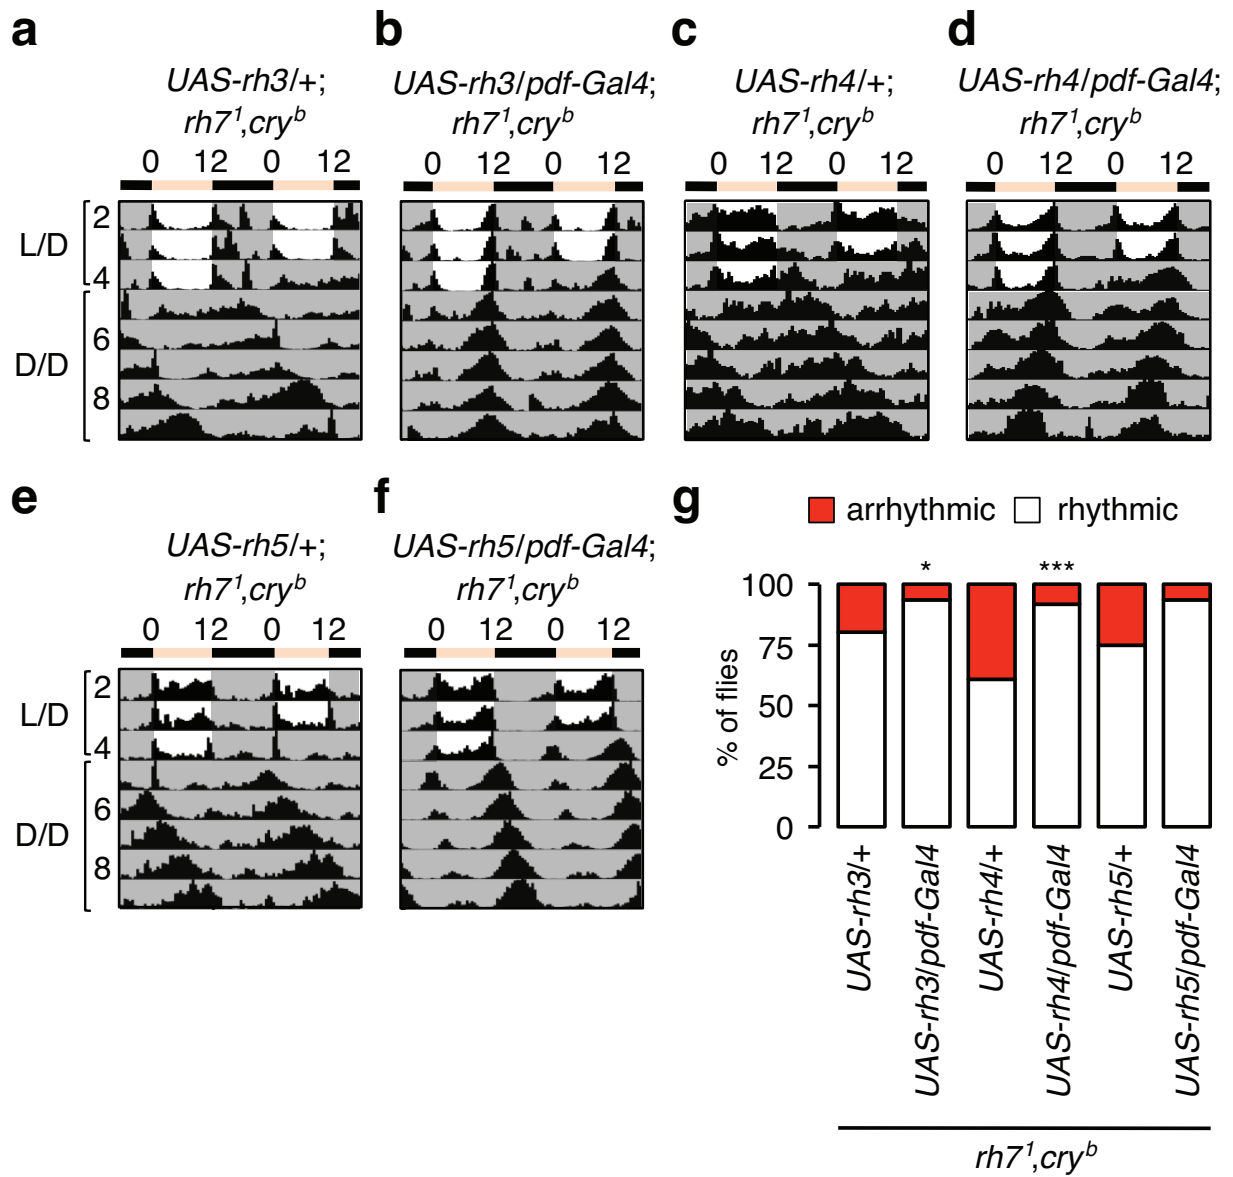 a
UAS-rh3/+;
rh7¹,cryᵇ
0 12 0 12
b
UAS-rh3/pdf-Gal4;
rh7¹,cryᵇ
0 12 0 12
c
UAS-rh4/+;
rh7¹,cryᵇ
0 12 0 12
d
UAS-rh4/pdf-Gal4;
rh7¹,cryᵇ
0 12 0 12
2
L/D
4
6
D/D
8
e
UAS-rh5/+;
rh7¹,cryᵇ
0 12 0 12
f
UAS-rh5/pdf-Gal4;
rh7¹,cryᵇ
0 12 0 12
2
L/D
4
6
D/D
8
g
arrhythmic rhythmic
* ***
100
75
50
25
0
% of flies
UAS-rh3/+
UAS-rh3/pdf-Gal4
UAS-rh4/+
UAS-rh4/pdf-Gal4
UAS-rh5/+
UAS-rh5/pdf-Gal4
rh7¹,cryᵇ